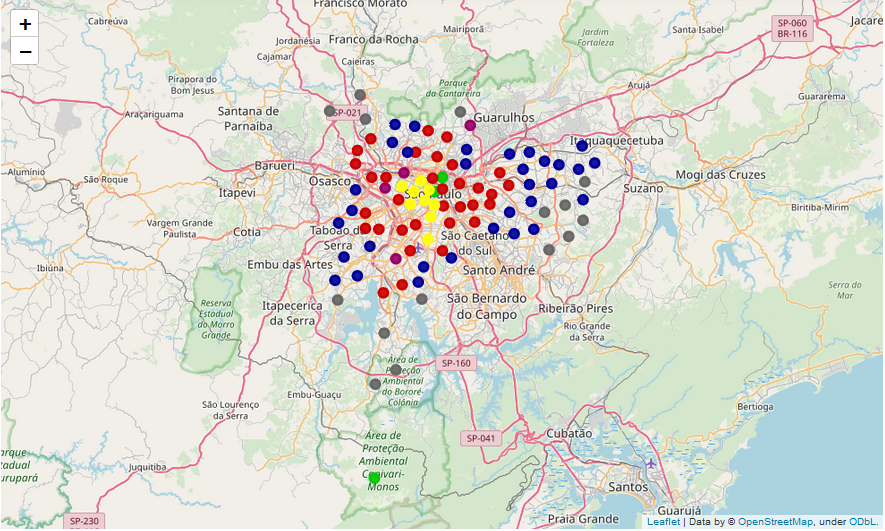 Francisco Morato
SP-060
BR-116
Jacare
Cabreúva
+
−
Mairiporã
Santa Isabel
Jordanésia
Franco da Rocha
Jardim
Fortaleza
Cajamar
Caieiras
Pirapora do
Bom Jesus
Parque
da Cantareira
Arujá
Guararema
Araçariguama
Santana de
Parnaíba
SP-021
Guarulhos
Itaquaquecetuba
Alumínio
São Roque
Barueri
Osasco
Itapevi
São Paulo
Suzano
Mogi das Cruzes
Biritiba-Mirim
Vargem Grande
Paulista
Cotia
Taboão da
Serra
São Caetano
do Sul
Ibiúna
Embu das Artes
Santo André
Serra do
Mar
Reserva
Estadual
do Morro
Grande
Itapecerica
da Serra
São Bernardo
do Campo
Ribeirão Pires
Rio Grande
da Serra
Área de
Proteção
Ambiental
do Bororé-
Colônia
SP-160
Embu-Guaçu
São Lourenço
da Serra
Bertioga
Área de
Proteção
Ambiental
Capivari-
Monos
SP-041
Cubatão
arque
tadual
urupará
Juquitiba
Santos
Guarujá
SP-230
Praia Grande
Leaflet | Data by © OpenStreetMap, under ODbL.